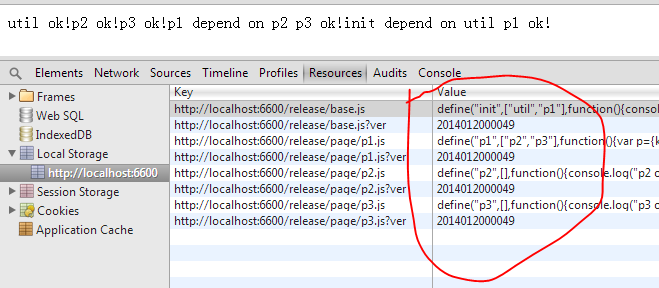 util ok!p2 ok!p3 ok!p1 depend on p2 p3 ok!init depend on util p1 ok!
Elements Network Sources Timeline Profiles Resources Audits Console
Frames
Web SQL
IndexedDB
Local Storage
http://localhost:6600
Session Storage
Cookies
Application Cache
Key Value
http://localhost:6600/release/base.js define("init",["util","p1"],function(){consol
http://localhost:6600/release/base.js?ver 2014012000049
http://localhost:6600/release/page/p1.js define("p1",["p2","p3"],function(){var p={k
http://localhost:6600/release/page/p1.js?ver 2014012000049
http://localhost:6600/release/page/p2.js define("p2",[],function(){console.log("p2 o
http://localhost:6600/release/page/p2.js?ver 2014012000049
http://localhost:6600/release/page/p3.js define("p3",[],function(){console.log("p3 o
http://localhost:6600/release/page/p3.js?ver 2014012000049